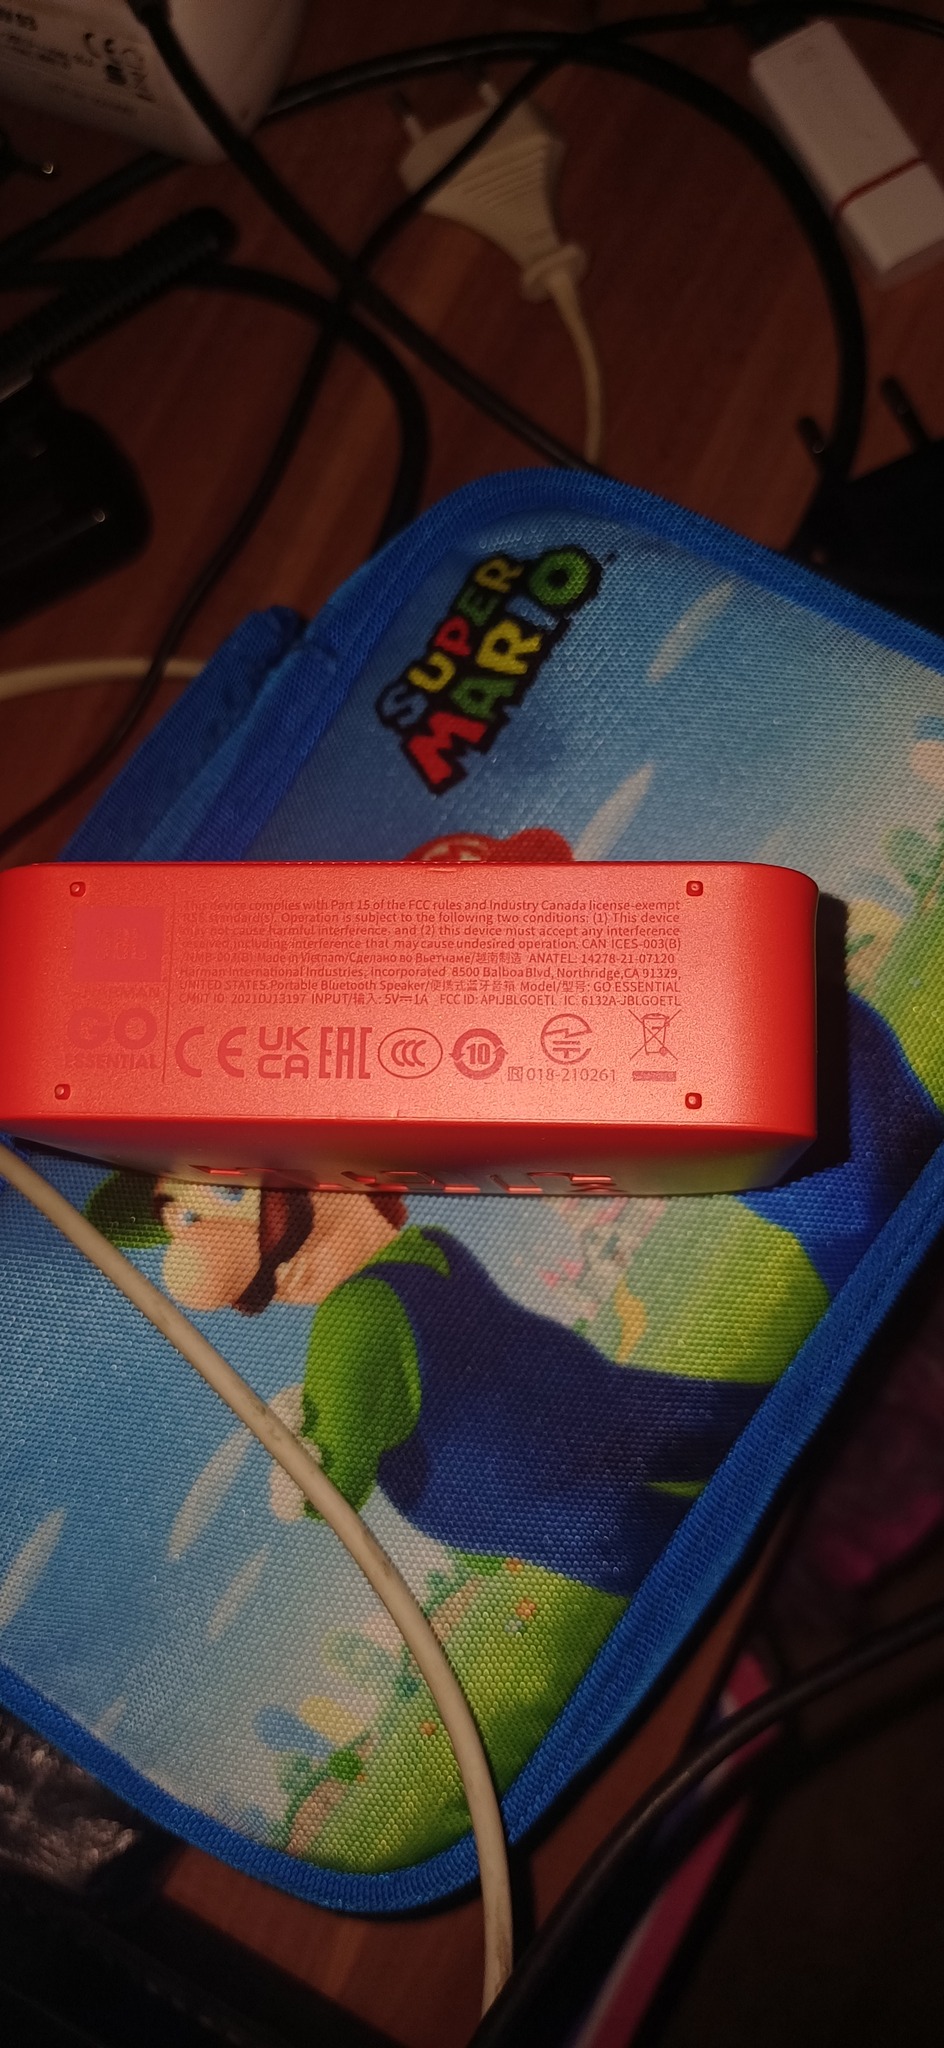 SUPER
MARIO
This device complies with Part 15 of the FCC rules and Industry Canada license-exempt
RSS standard(s). Operation is subject to the following two conditions: (1) This device
may not cause harmful interference, and (2) this device must accept any interference
received, including interference that may cause undesired operation. CAN ICES-003(B)
/NMB-003(B) Made in Vietnam/Сделано во Вьетнаме/越南制造 ANATEL: 14278-21-07120
Harman International Industries, Incorporated 8500 Balboa Blvd, Northridge, CA 91329,
UNITED STATES, Portable Bluetooth Speaker/便携式蓝牙音箱 Model/型号: GO ESSENTIAL
CMIIT ID: 2021DJ13197 INPUT/输入: 5V⎓1A FCC ID: APIJBLGOETL IC: 6132A-JBLGOETL
JBL
HARMAN
GO
ESSENTIAL
CE UK CA EAC CCC 10
R 018-210261